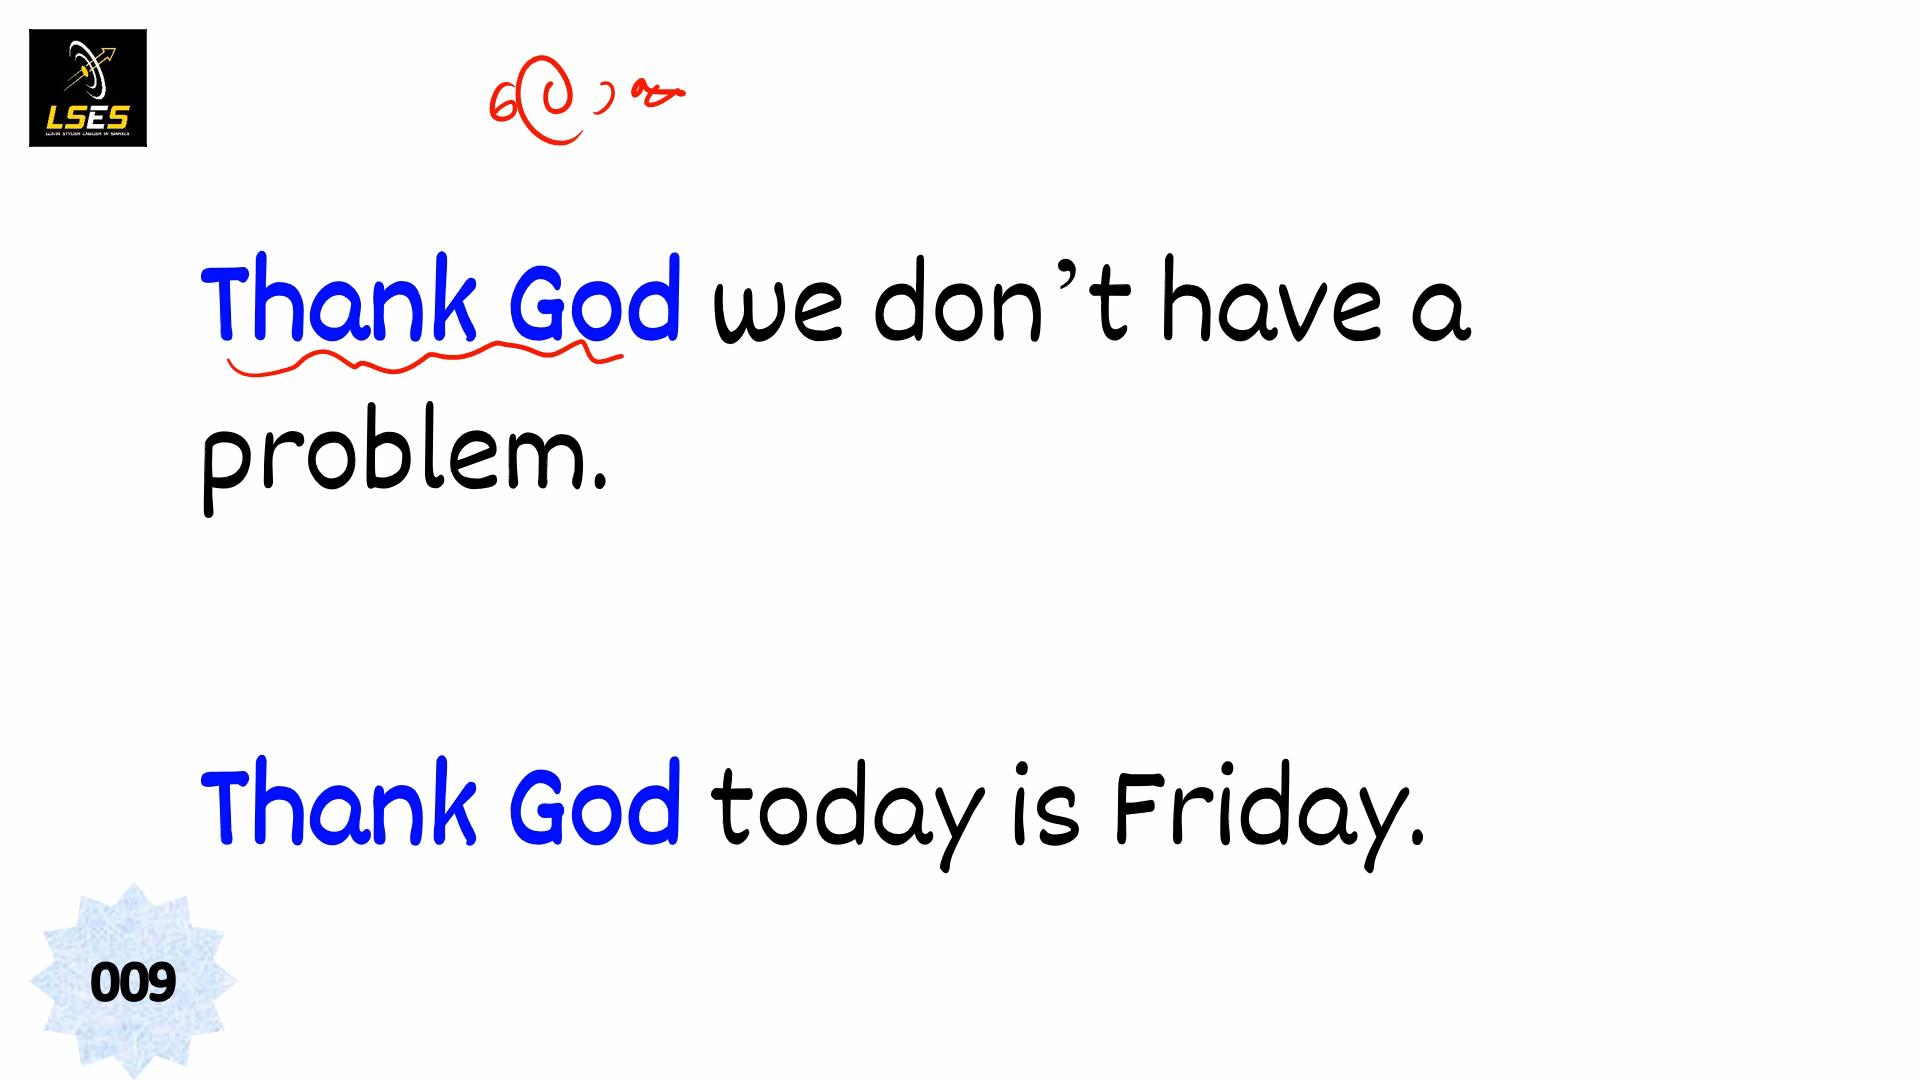 LSES
Thank God we don’t have a
problem.
Thank God today is Friday.
009